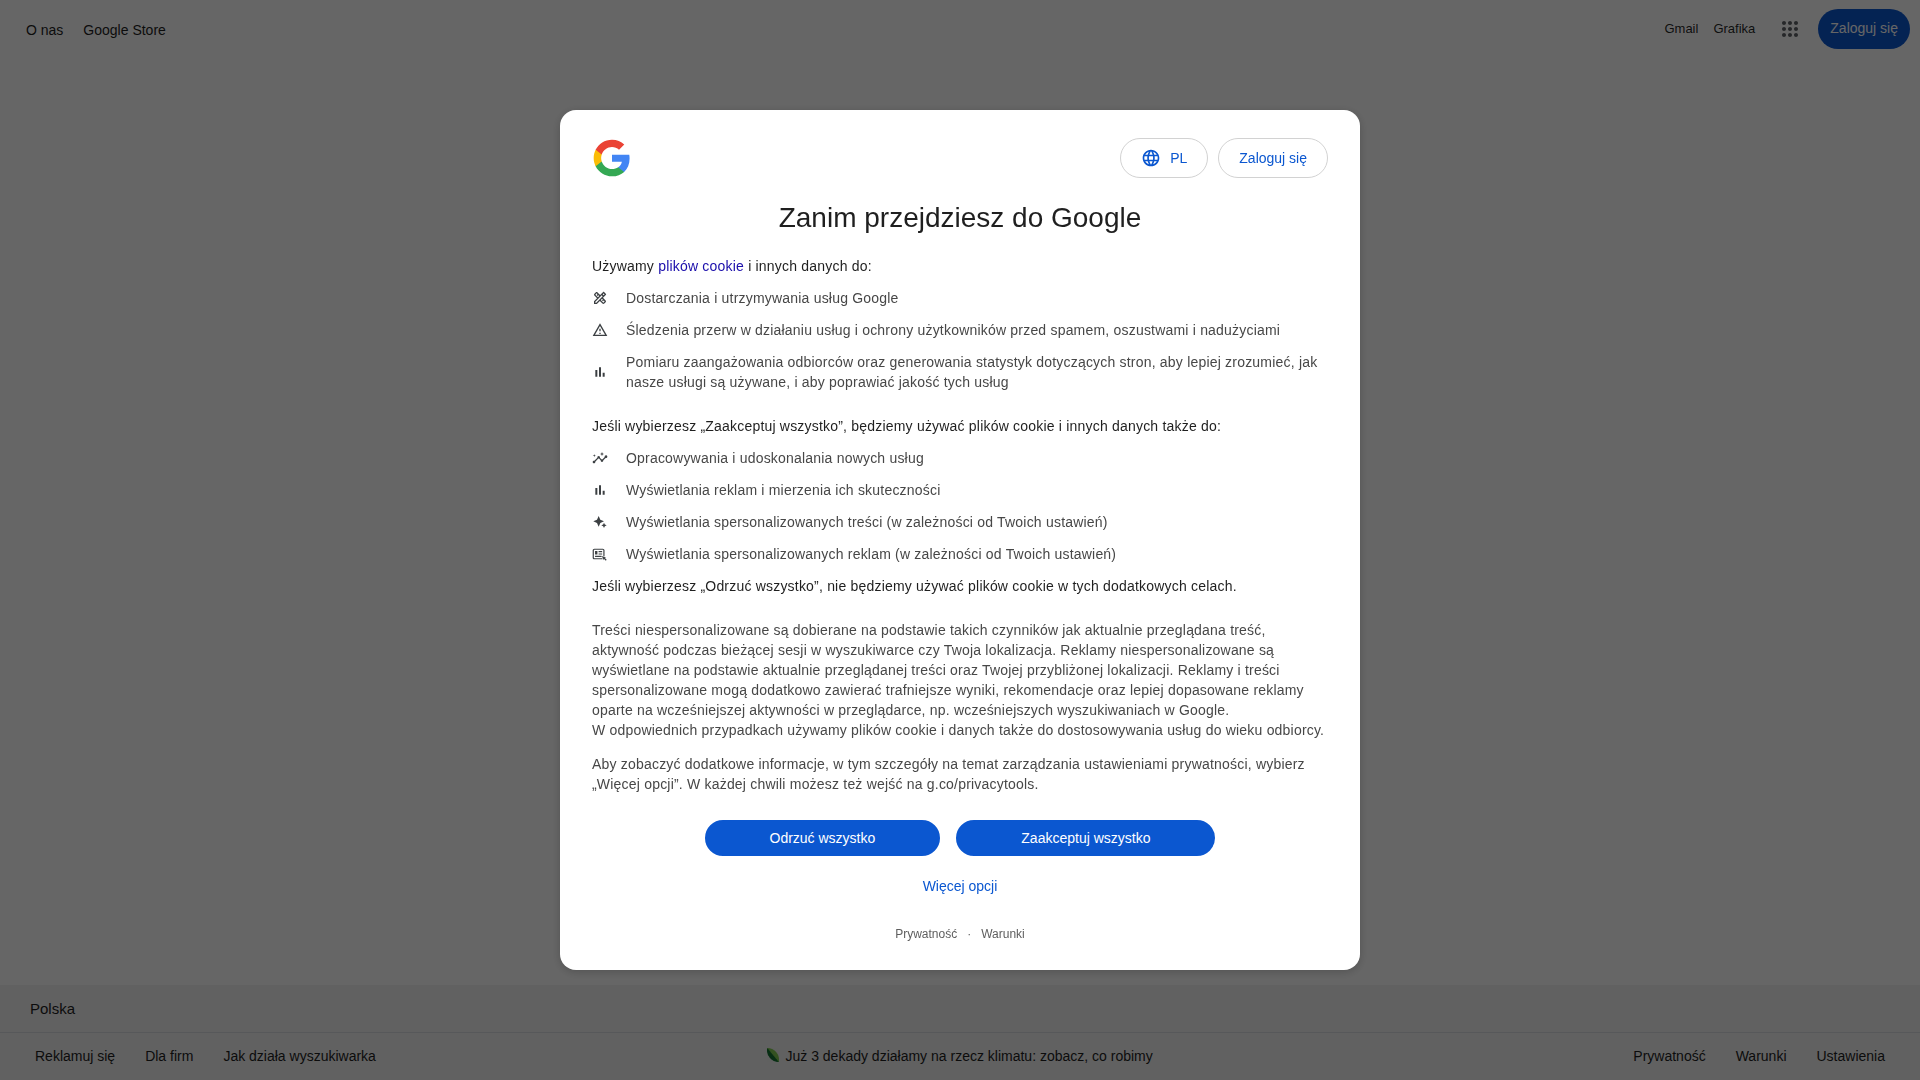 O nas Google Store
Gmail Grafika Zaloguj się
PL Zaloguj się
Zanim przejdziesz do Google
Używamy plików cookie i innych danych do:
Dostarczania i utrzymywania usług Google
Śledzenia przerw w działaniu usług i ochrony użytkowników przed spamem, oszustwami i nadużyciami
Pomiaru zaangażowania odbiorców oraz generowania statystyk dotyczących stron, aby lepiej zrozumieć, jak
nasze usługi są używane, i aby poprawiać jakość tych usług
Jeśli wybierzesz „Zaakceptuj wszystko”, będziemy używać plików cookie i innych danych także do:
Opracowywania i udoskonalania nowych usług
Wyświetlania reklam i mierzenia ich skuteczności
Wyświetlania spersonalizowanych treści (w zależności od Twoich ustawień)
Wyświetlania spersonalizowanych reklam (w zależności od Twoich ustawień)
Jeśli wybierzesz „Odrzuć wszystko”, nie będziemy używać plików cookie w tych dodatkowych celach.
Treści niespersonalizowane są dobierane na podstawie takich czynników jak aktualnie przeglądana treść,
aktywność podczas bieżącej sesji w wyszukiwarce czy Twoja lokalizacja. Reklamy niespersonalizowane są
wyświetlane na podstawie aktualnie przeglądanej treści oraz Twojej przybliżonej lokalizacji. Reklamy i treści
spersonalizowane mogą dodatkowo zawierać trafniejsze wyniki, rekomendacje oraz lepiej dopasowane reklamy
oparte na wcześniejszej aktywności w przeglądarce, np. wcześniejszych wyszukiwaniach w Google.
W odpowiednich przypadkach używamy plików cookie i danych także do dostosowywania usług do wieku odbiorcy.
Aby zobaczyć dodatkowe informacje, w tym szczegóły na temat zarządzania ustawieniami prywatności, wybierz
„Więcej opcji”. W każdej chwili możesz też wejść na g.co/privacytools.
Odrzuć wszystko Zaakceptuj wszystko
Więcej opcji
Prywatność · Warunki
Polska
Reklamuj się Dla firm Jak działa wyszukiwarka Już 3 dekady działamy na rzecz klimatu: zobacz, co robimy Prywatność Warunki Ustawienia